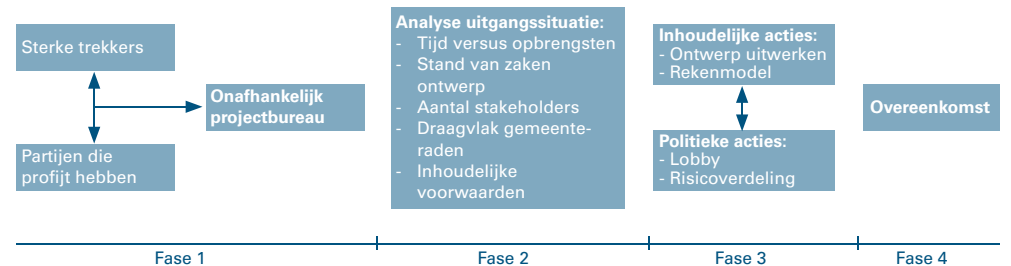 Sterke trekkers
Partijen die
profijt hebben
Onafhankelijk
projectbureau
Analyse uitgangssituatie:
- Tijd versus opbrengsten
- Stand van zaken
ontwerp
- Aantal stakeholders
- Draagvlak gemeente-
raden
- Inhoudelijke
voorwaarden
Inhoudelijke acties:
- Ontwerp uitwerken
- Rekenmodel
Politieke acties:
- Lobby
- Risicoverdeling
Overeenkomst
Fase 1
Fase 2
Fase 3
Fase 4